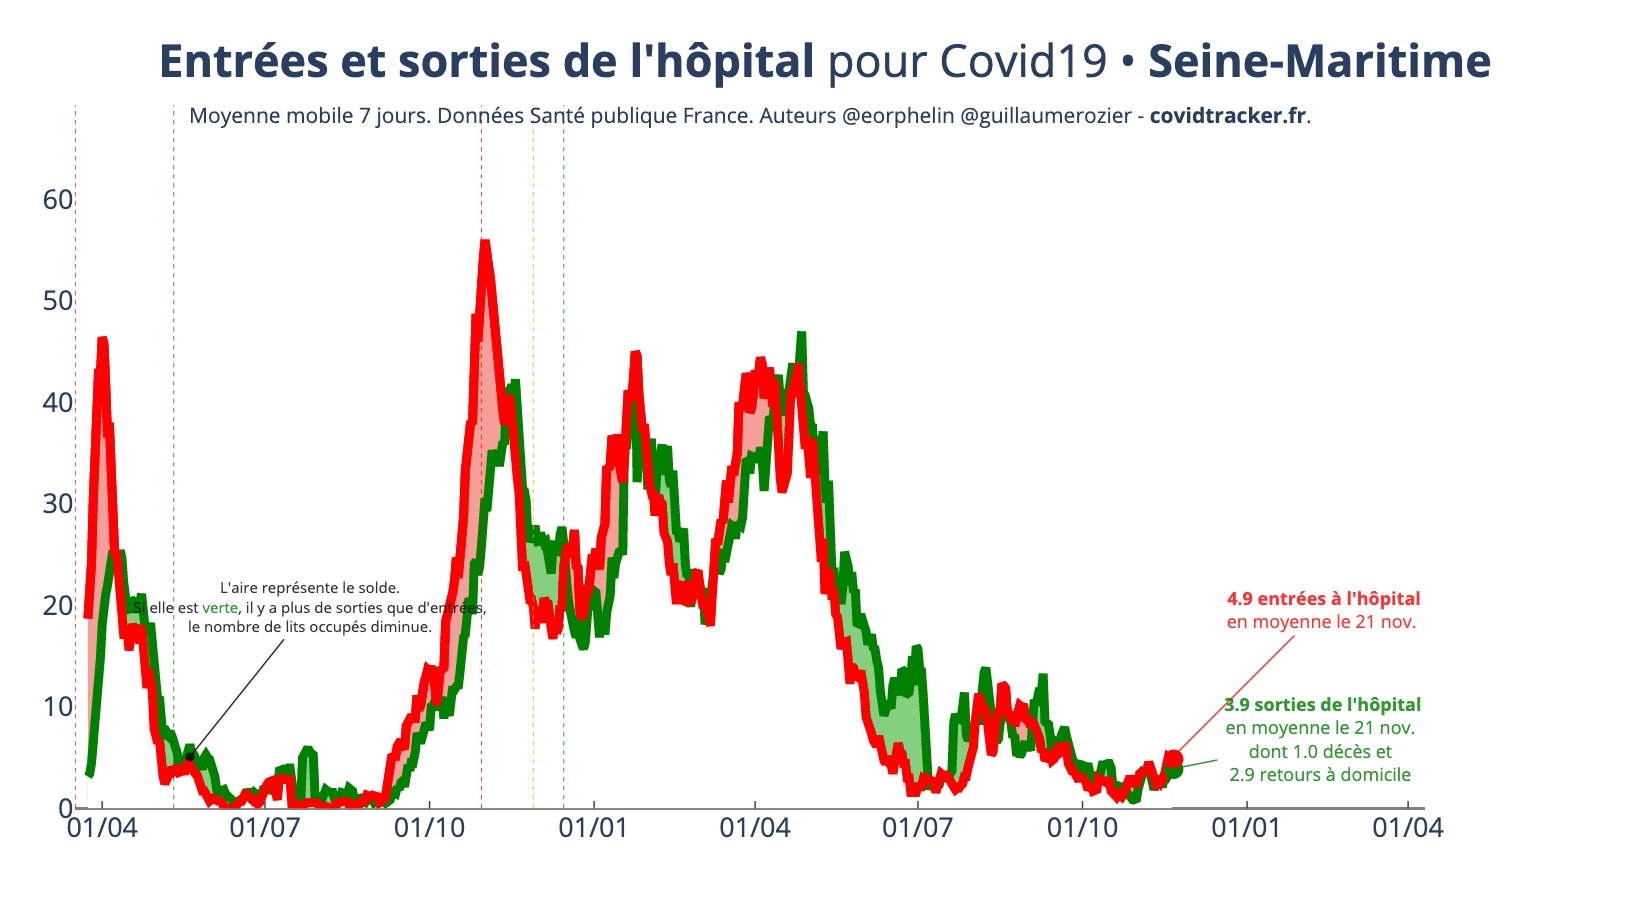 Entrées et sorties de l'hôpital pour Covid19 • Seine-Maritime
Moyenne mobile 7 jours. Données Santé publique France. Auteurs @eorphelin @guillaumerozier - covidtracker.fr.
60
50
40
30
20
10
0
L'aire représente le solde.
Si elle est verte, il y a plus de sorties que d'entrées,
le nombre de lits occupés diminue.
4.9 entrées à l'hôpital
en moyenne le 21 nov.
3.9 sorties de l'hôpital
en moyenne le 21 nov.
dont 1.0 décès et
2.9 retours à domicile
01/04 01/07 01/10 01/01 01/04 01/07 01/10 01/01 01/04